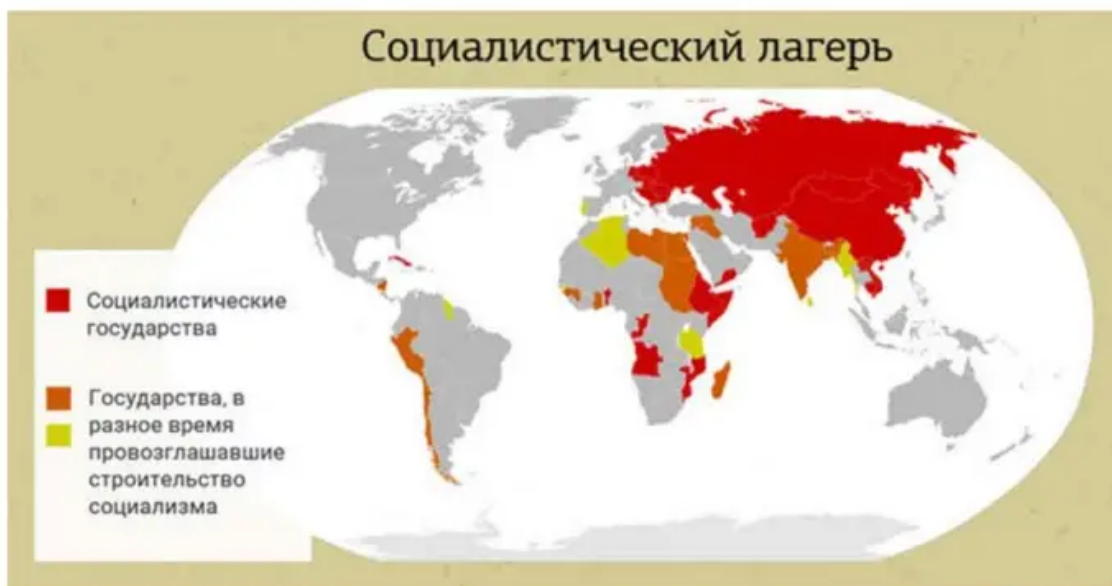 Социалистический лагерь
Социалистические
государства
Государства, в
разное время
провозглашавшие
строительство
социализма